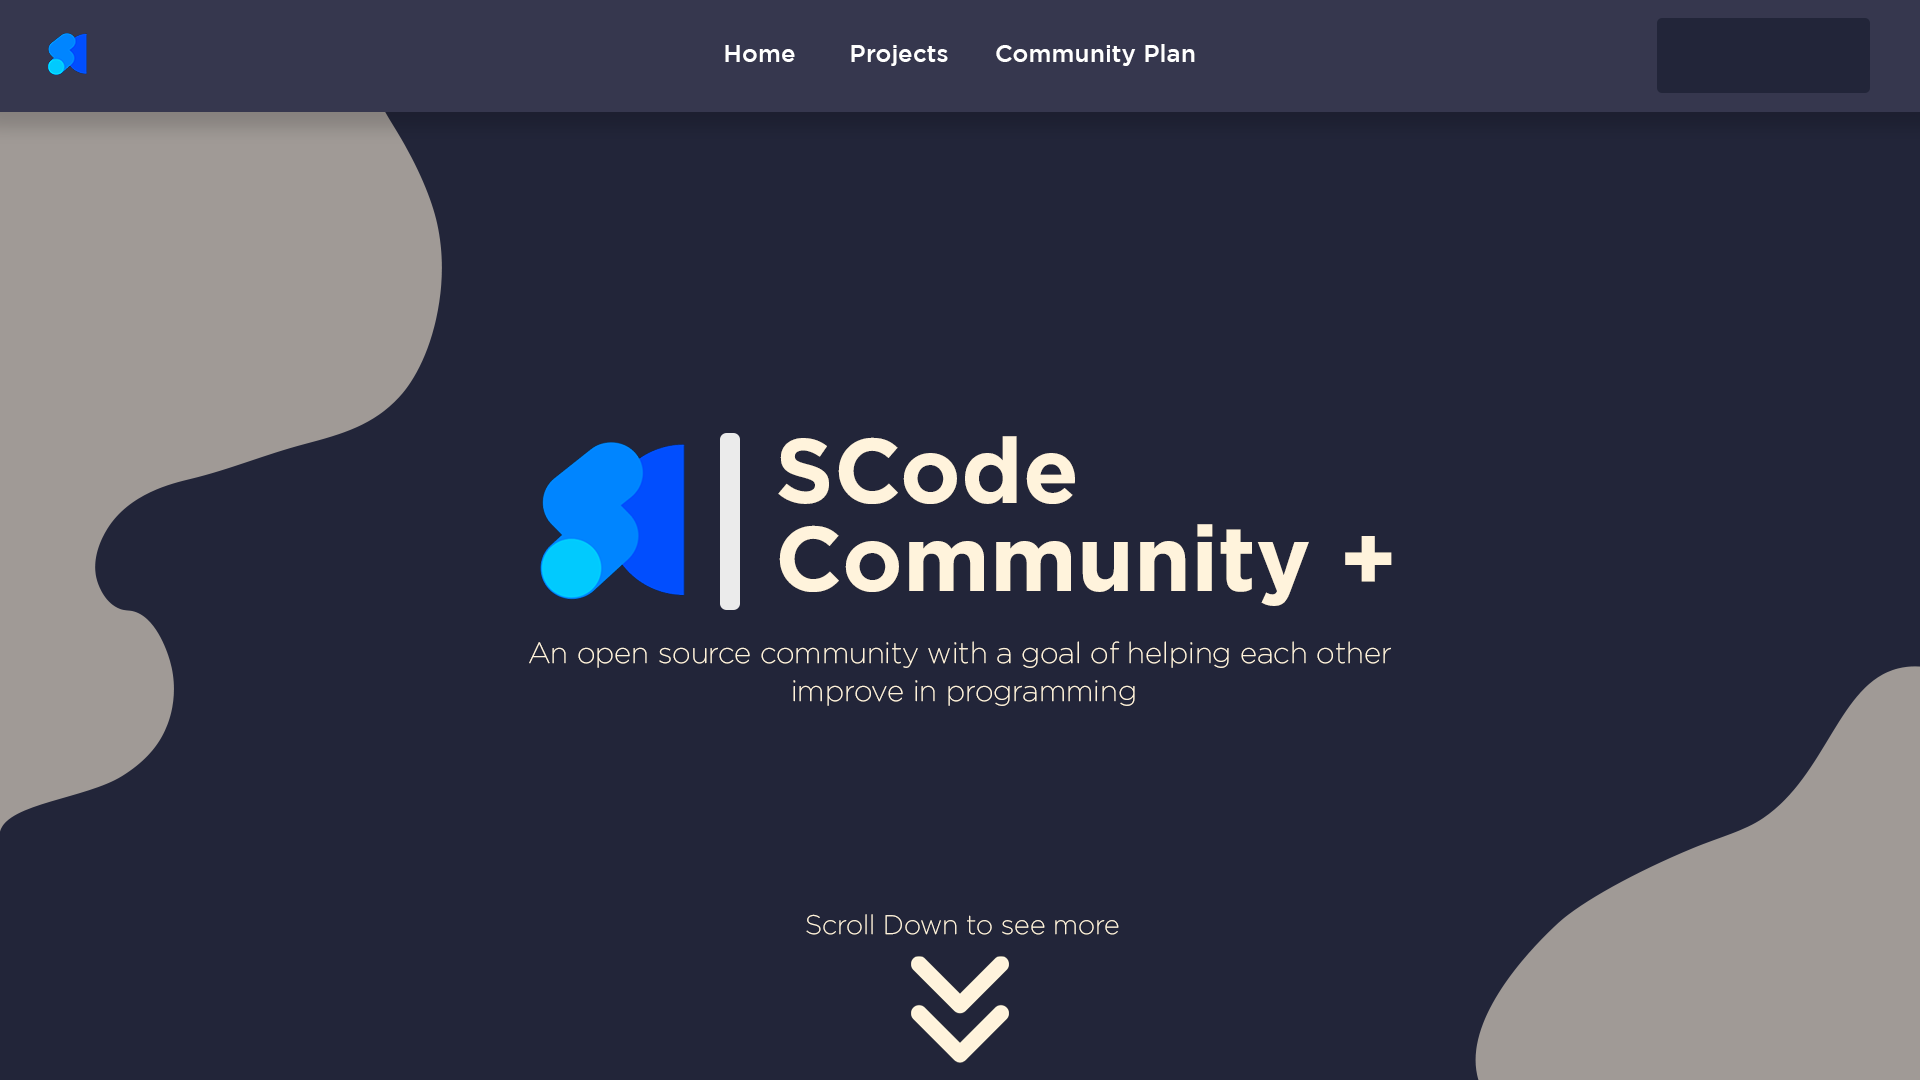 Home
Projects
Community Plan
SCode
Community +
An open source community with a goal of helping each other
improve in programming
Scroll Down to see more